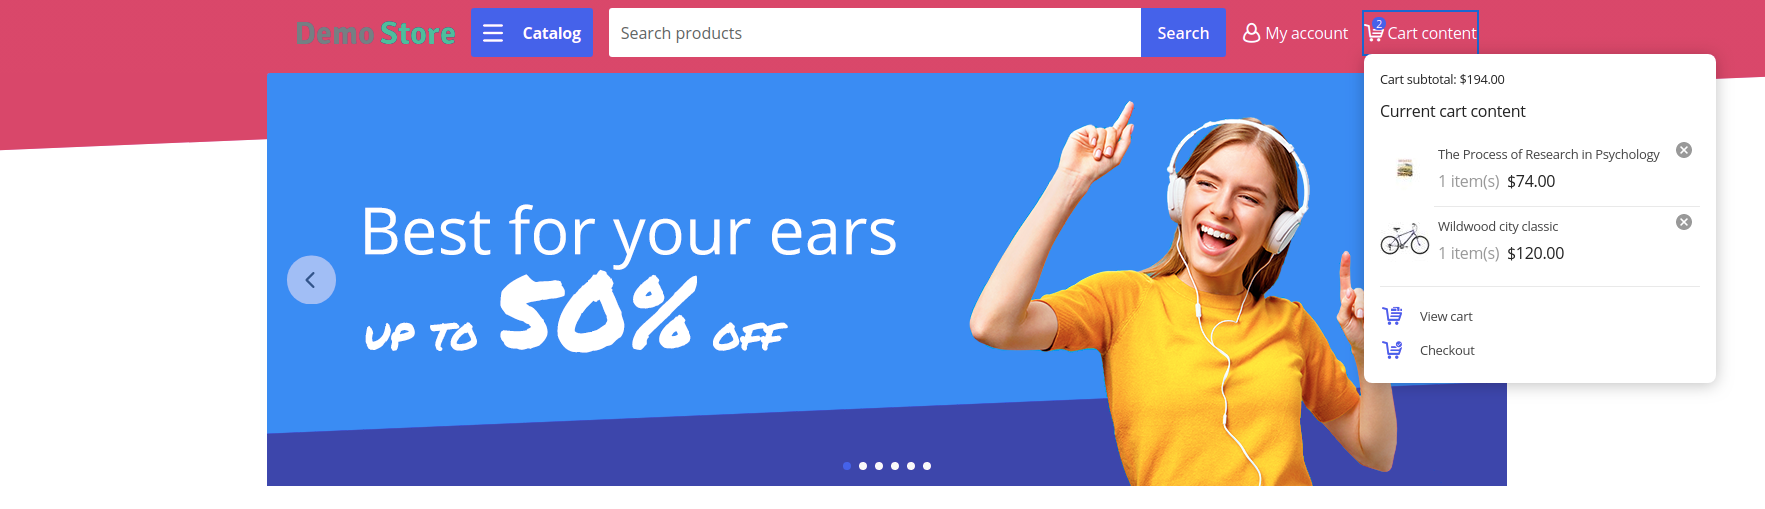 Demo Store
Catalog
Search products
Search
My account
2
Cart content
Cart subtotal: $194.00
Current cart content
The Process of Research in Psychology
1 item(s) $74.00
Wildwood city classic
1 item(s) $120.00
View cart
Checkout
Best for your ears
UP TO 50% OFF